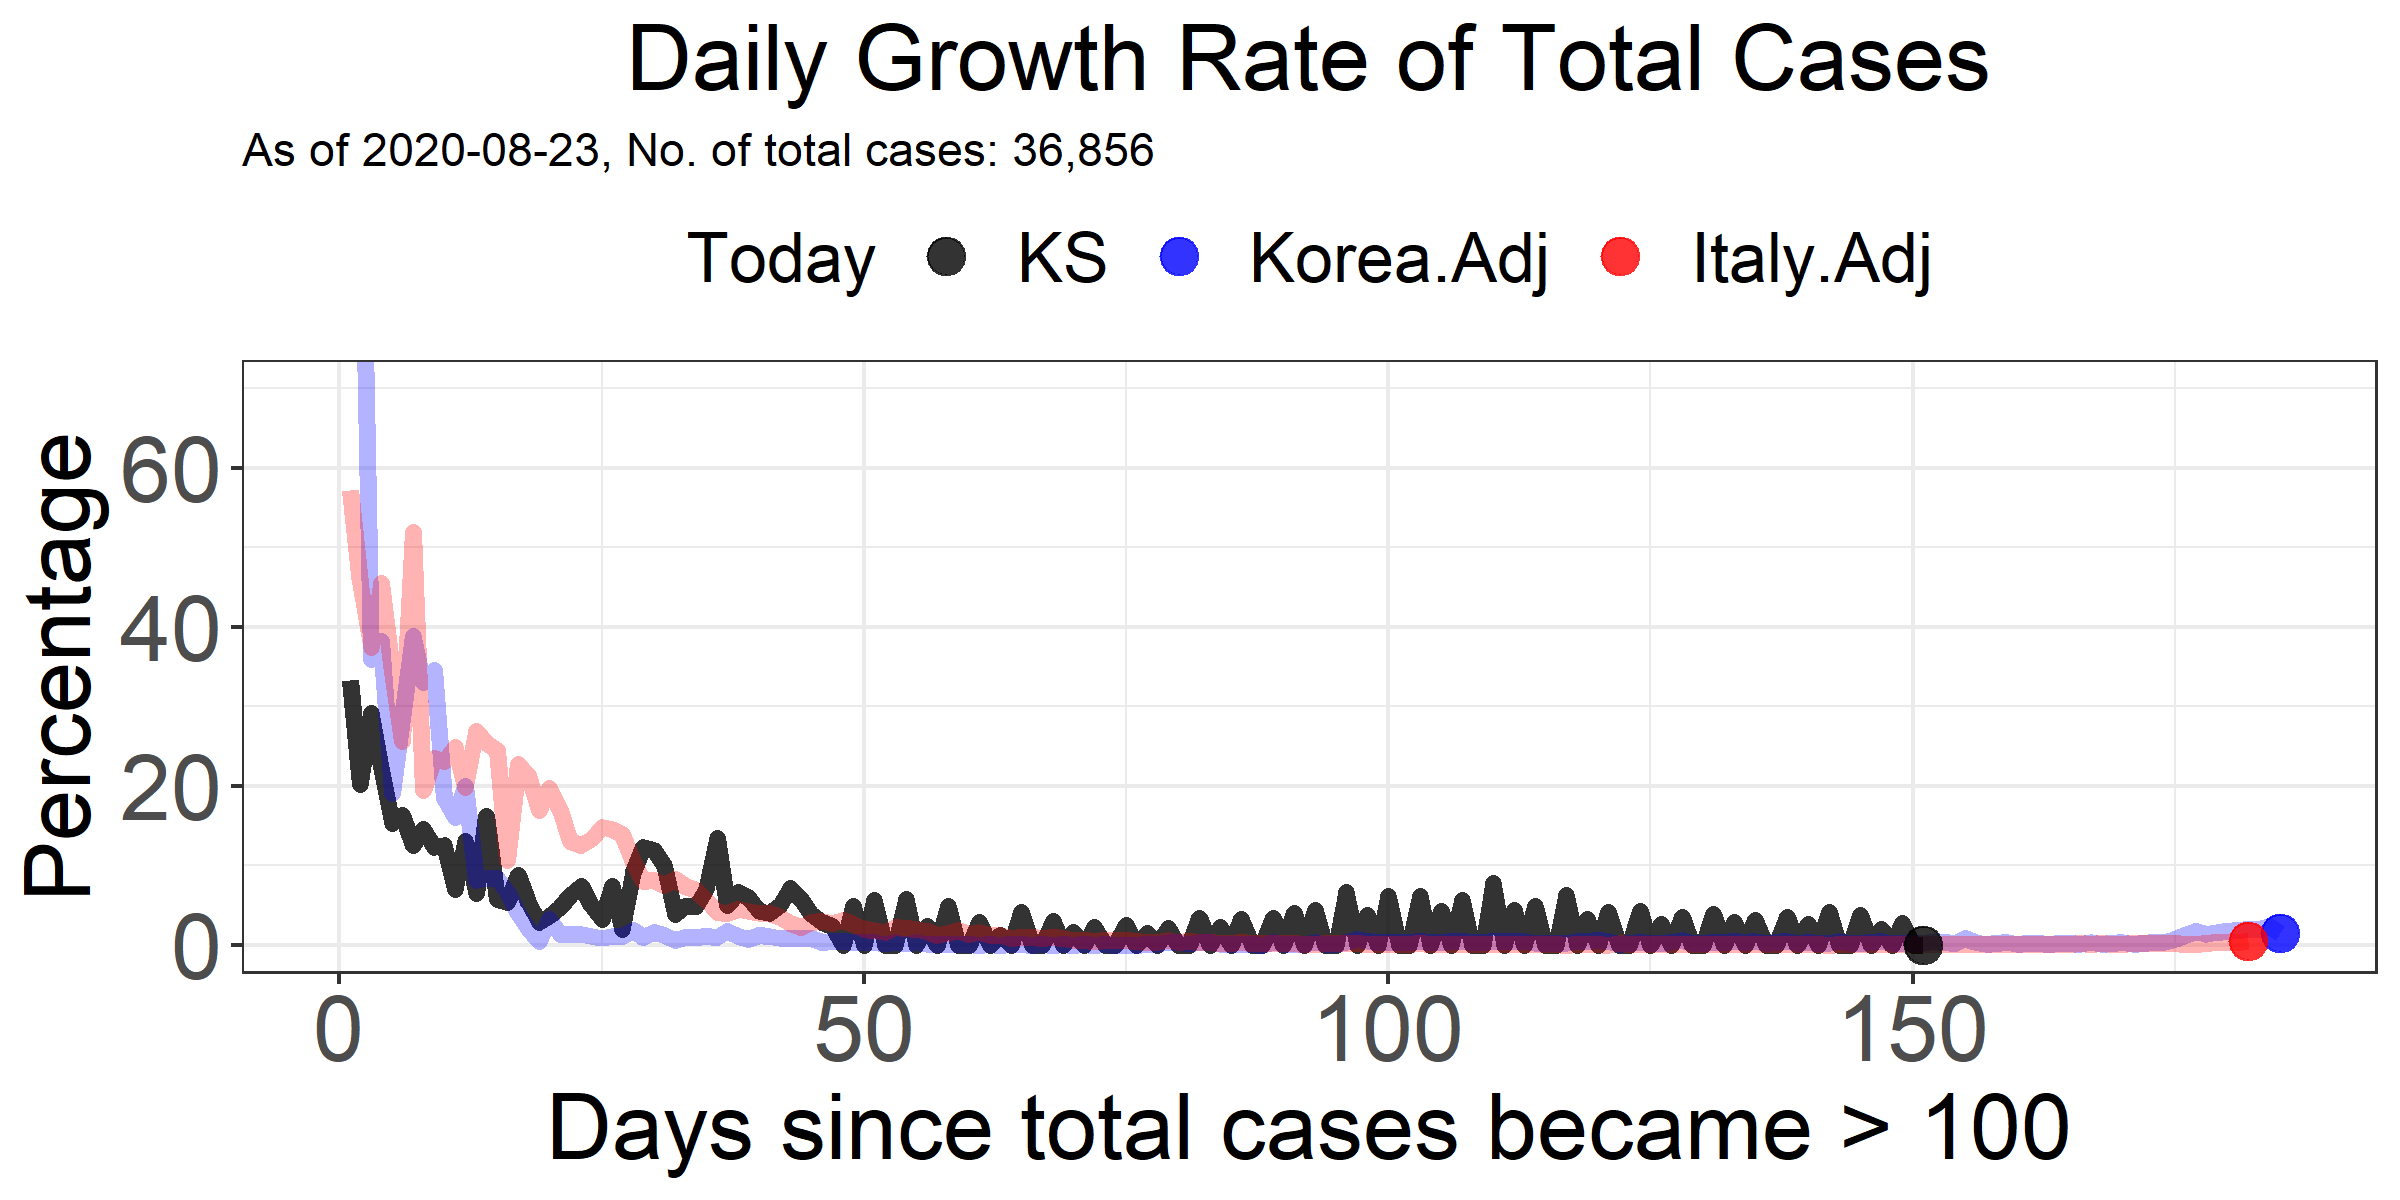 Daily Growth Rate of Total Cases
As of 2020-08-23, No. of total cases: 36,856
Today KS Korea.Adj Italy.Adj
Percentage
60
40
20
0
0 50 100 150
Days since total cases became > 100